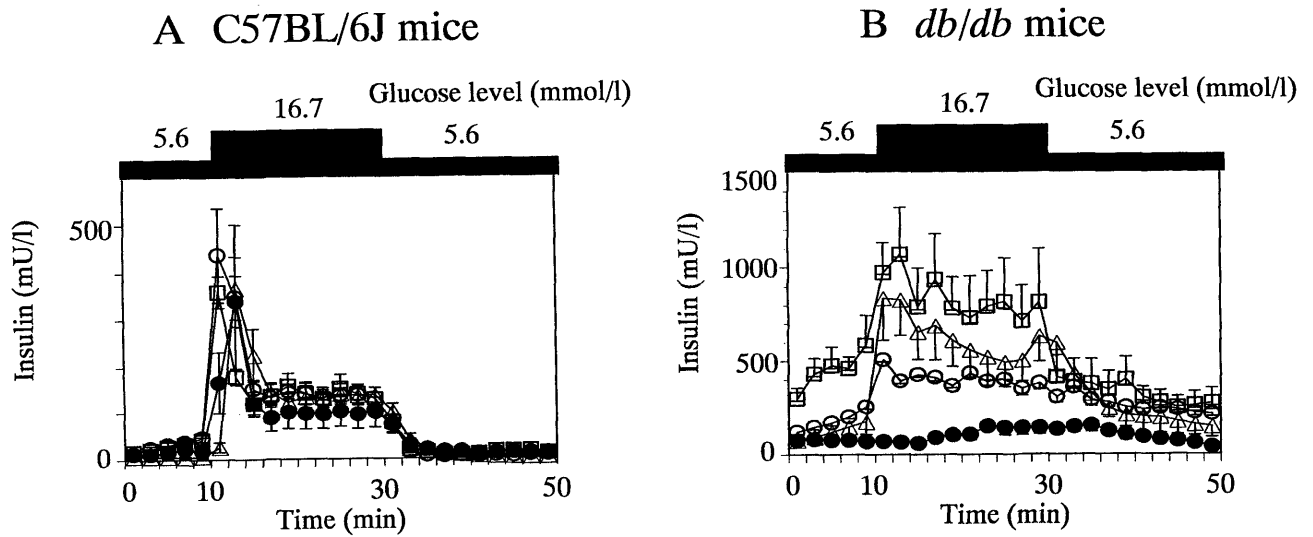 A C57BL/6J mice
Glucose level (mmol/l)
16.7
5.6
5.6
Insulin (mU/l)
500
0
0
10
30
50
Time (min)
B db/db mice
Glucose level (mmol/l)
16.7
5.6
5.6
Insulin (mU/l)
1500
1000
500
0
0
10
30
50
Time (min)